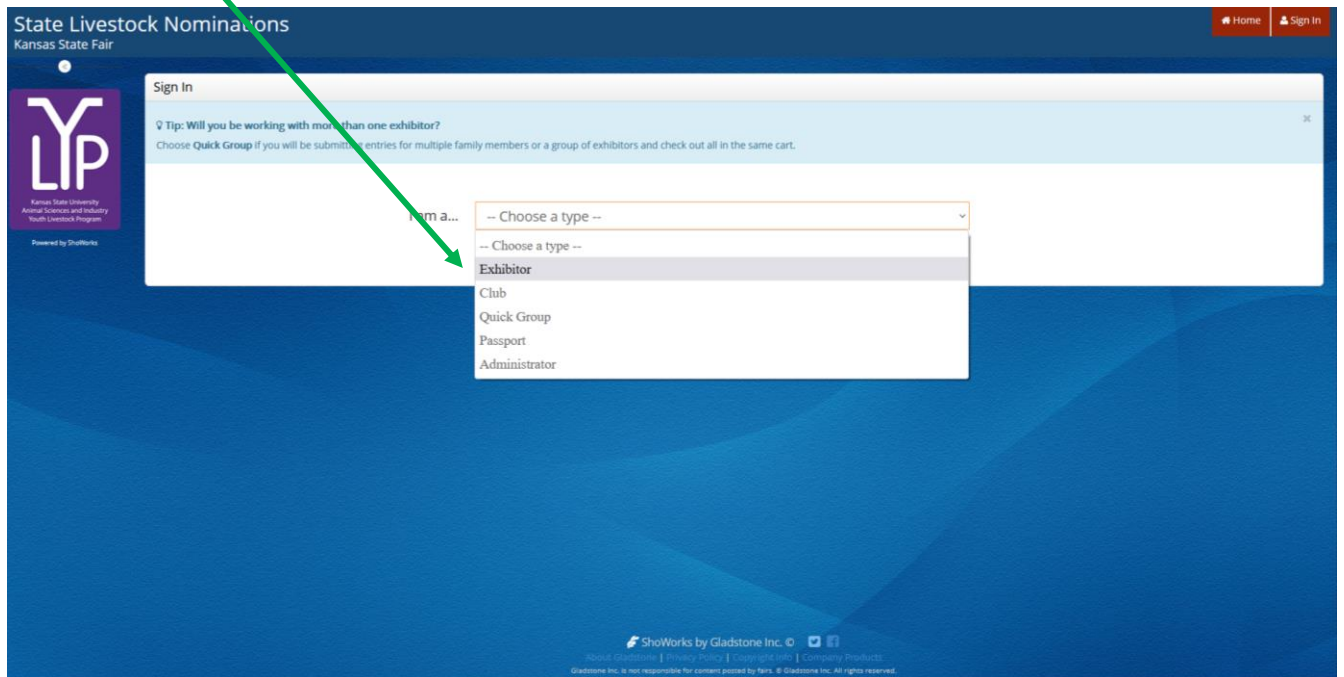 State Livestock Nominations
Kansas State Fair
Home
Sign In
YLP
Kansas State University
Animal Sciences and Industry
Youth Livestock Program
Powered by ShoWorks
Sign In
Tip: Will you be working with more than one exhibitor?
Choose Quick Group if you will be submitting entries for multiple family members or a group of exhibitors and check out all in the same cart.
I am a...
-- Choose a type --
-- Choose a type --
Exhibitor
Club
Quick Group
Passport
Administrator
ShoWorks by Gladstone Inc. ©
About Gladstone | Privacy Policy | Copyright Info | Company Products
Gladstone Inc. is not responsible for content posted by fairs. © Gladstone Inc. All rights reserved.